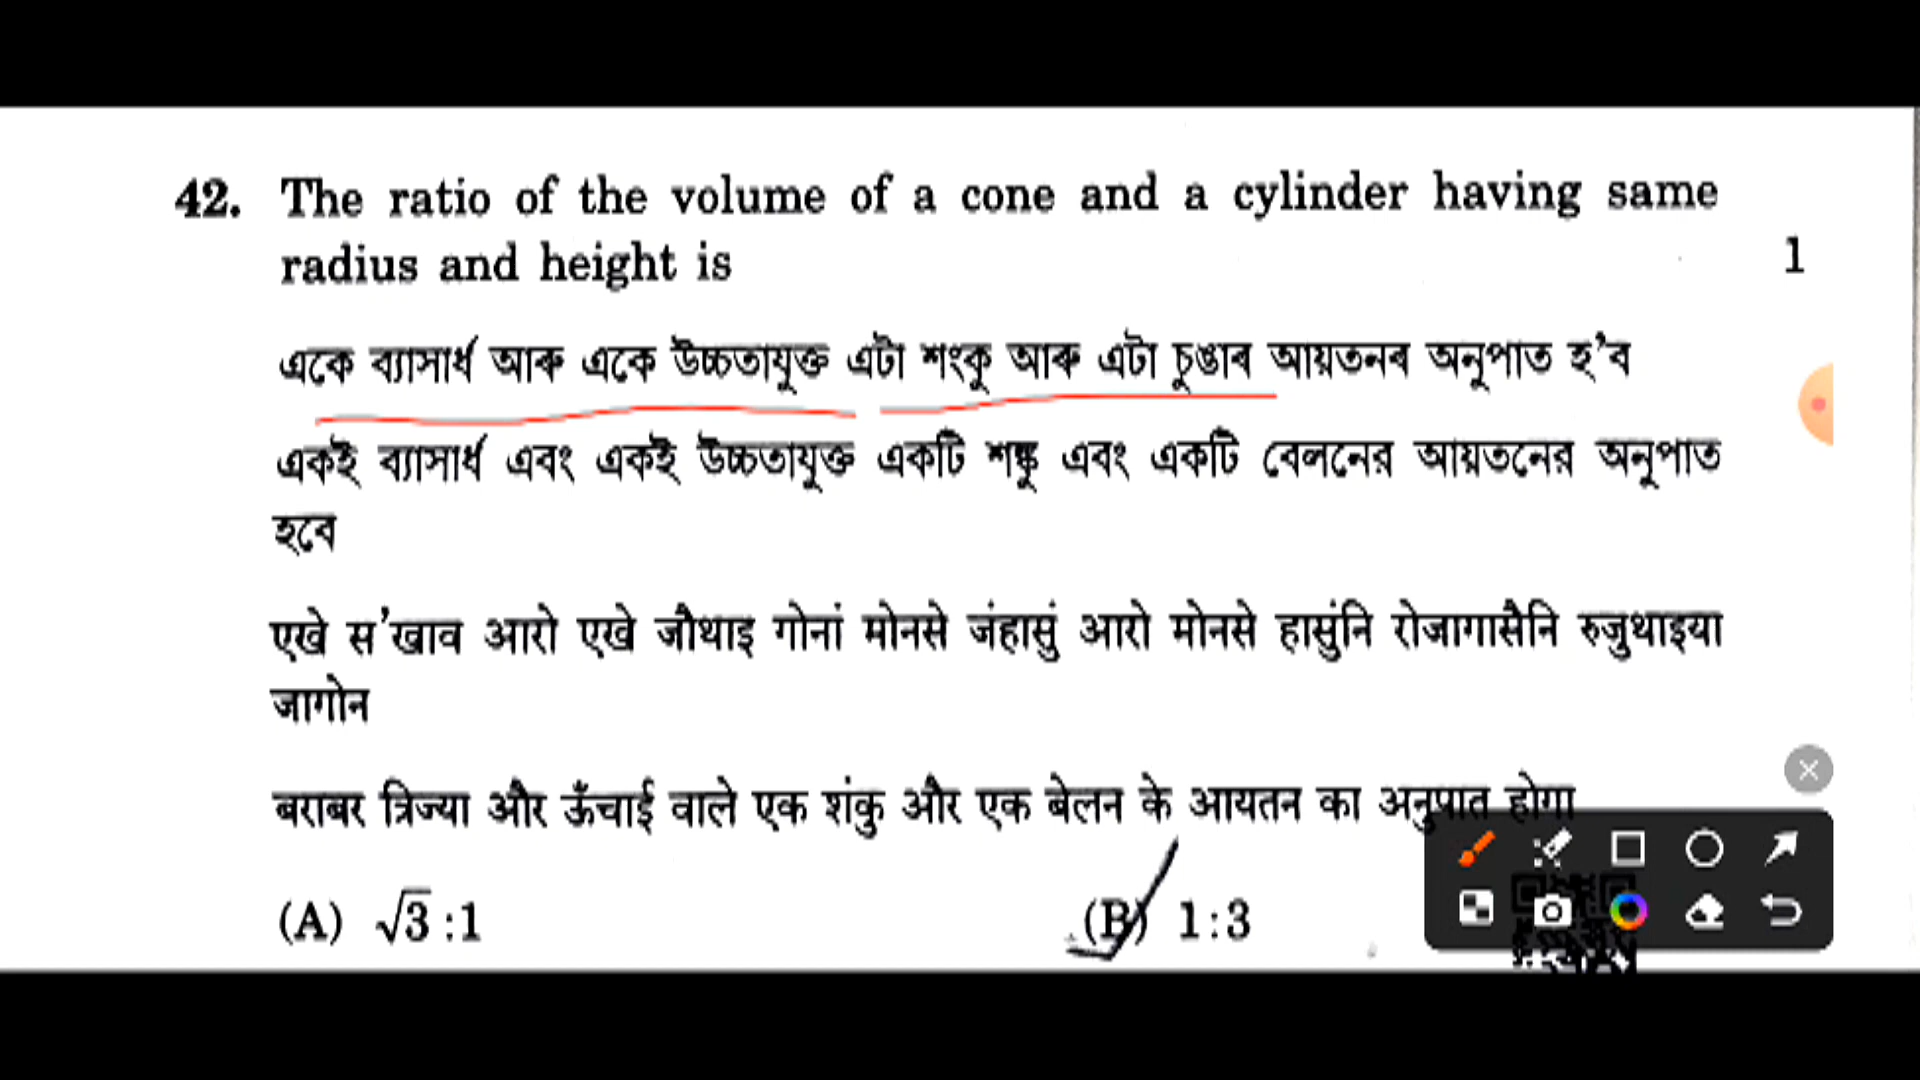 42. The ratio of the volume of a cone and a cylinder having same
radius and height is 1
একে ব্যাসাৰ্ধ আৰু একে উচ্চতাযুক্ত এটা শংকু আৰু এটা চুঙাৰ আয়তনৰ অনুপাত হ’ব
একই ব্যাসার্ধ এবং একই উচ্চতাযুক্ত একটি শঙ্কু এবং একটি বেলনের আয়তনের অনুপাত
হবে
एखे स’खाव आरो एखे जौथाइ गोनां मोनसे जंहासुं आरो मोनसे हासुंनि रोजागासैनि रुजुथाइया
जागोन
बराबर त्रिज्या और ऊँचाई वाले एक शंकु और एक बेलन के आयतन का अनुपात होगा
(A) √3 : 1 (B) 1 : 3